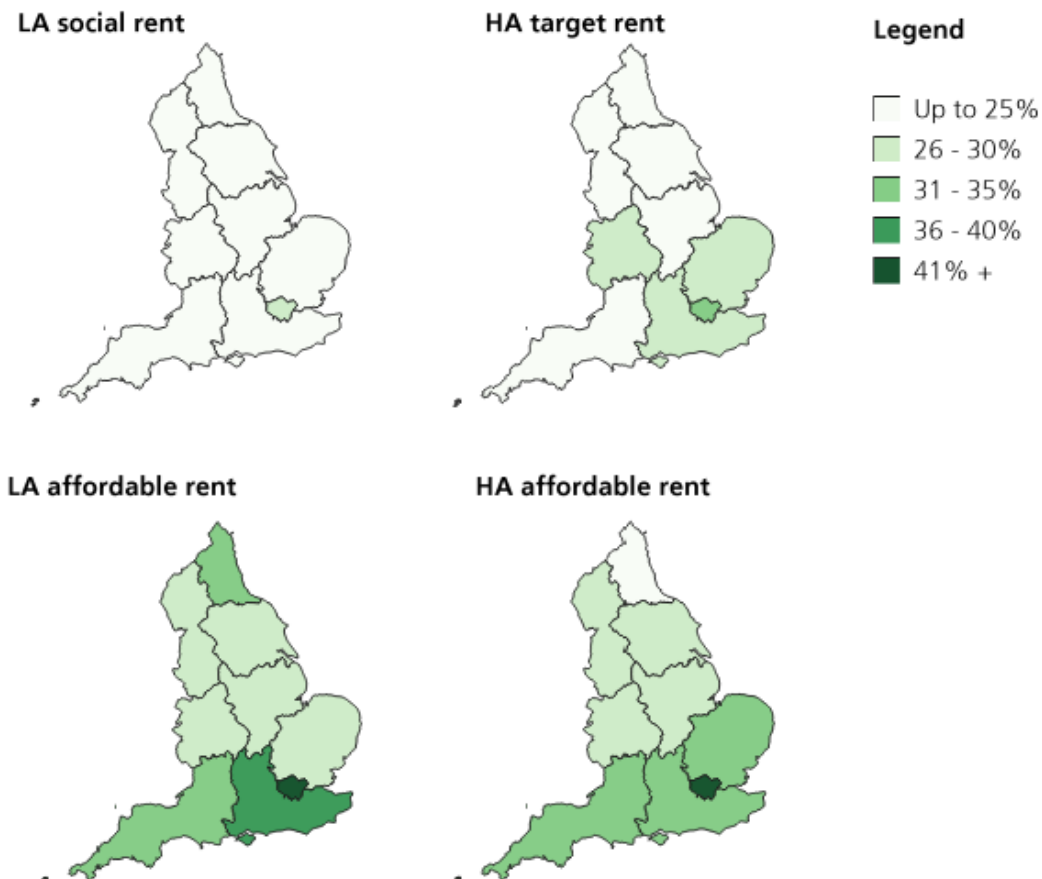 LA social rent
HA target rent
Legend
Up to 25%
26 - 30%
31 - 35%
36 - 40%
41% +
LA affordable rent
HA affordable rent